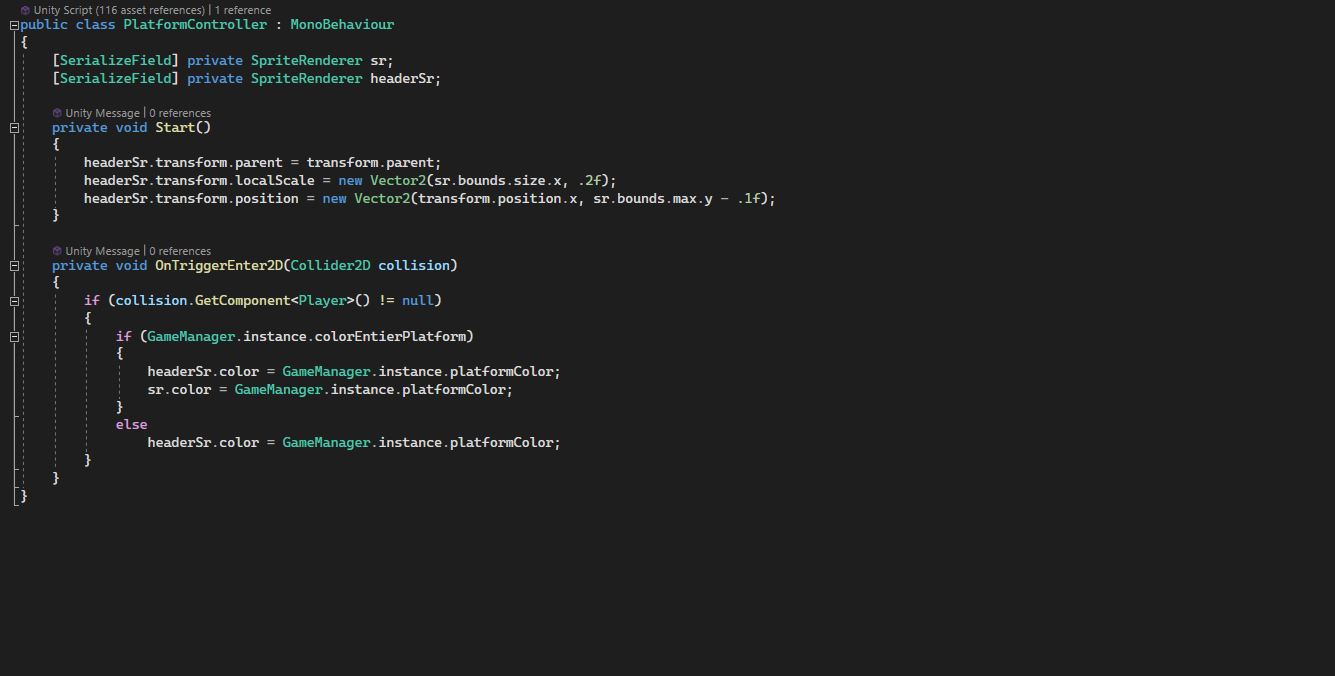 Unity Script (116 asset references) | 1 reference
public class PlatformController : MonoBehaviour
{
[SerializeField] private SpriteRenderer sr;
[SerializeField] private SpriteRenderer headerSr;
Unity Message | 0 references
private void Start()
{
headerSr.transform.parent = transform.parent;
headerSr.transform.localScale = new Vector2(sr.bounds.size.x, .2f);
headerSr.transform.position = new Vector2(transform.position.x, sr.bounds.max.y - .1f);
}
Unity Message | 0 references
private void OnTriggerEnter2D(Collider2D collision)
{
if (collision.GetComponent<Player>() != null)
{
if (GameManager.instance.colorEntierPlatform)
{
headerSr.color = GameManager.instance.platformColor;
sr.color = GameManager.instance.platformColor;
}
else
headerSr.color = GameManager.instance.platformColor;
}
}
}